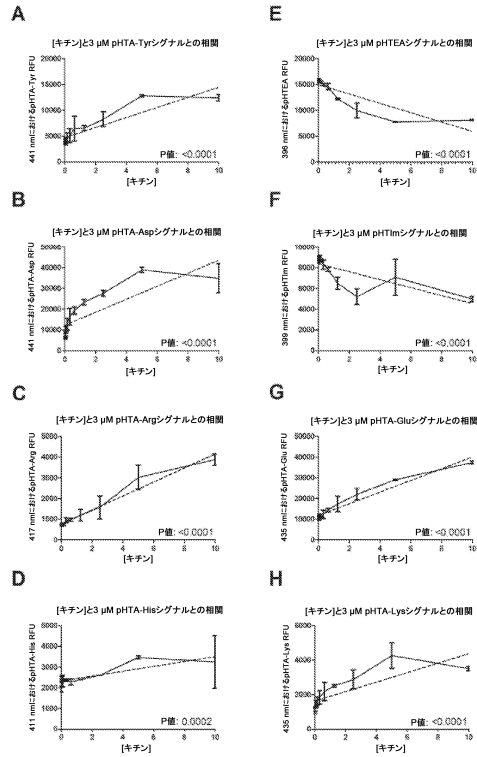 A
[キチン]と3 µM pHTA-Tyrシグナルとの相関
441 nmにおけるpHTA-Tyr RFU
20000
15000
10000
5000
0
0 2 4 6 8 10
P値: <0.0001
[キチン]
B
[キチン]と3 µM pHTA-Aspシグナルとの相関
441 nmにおけるpHTA-Asp RFU
50000
40000
30000
20000
10000
0
0 2 4 6 8 10
P値: <0.0001
[キチン]
C
[キチン]と3 µM pHTA-Argシグナルとの相関
417 nmにおけるpHTA-Arg RFU
5000
4000
3000
2000
1000
0
0 2 4 6 8 10
P値: <0.0001
[キチン]
D
[キチン]と3 µM pHTA-Hisシグナルとの相関
411 nmにおけるpHTA-His RFU
5000
4000
3000
2000
1000
0
0 2 4 6 8 10
P値: 0.0002
[キチン]
E
[キチン]と3 µM pHTEAシグナルとの相関
396 nmにおけるpHTEA RFU
20000
15000
10000
5000
0
0 2 4 6 8 10
P値: <0.0001
[キチン]
F
[キチン]と3 µM pHTImシグナルとの相関
399 nmにおけるpHTIm RFU
10000
8000
6000
4000
2000
0
0 2 4 6 8 10
P値: <0.0001
[キチン]
G
[キチン]と3 µM pHTA-Gluシグナルとの相関
435 nmにおけるpHTA-Glu RFU
50000
40000
30000
20000
10000
0
0 2 4 6 8 10
P値: <0.0001
[キチン]
H
[キチン]と3 µM pHTA-Lysシグナルとの相関
435 nmにおけるpHTA-Lys RFU
6000
4000
2000
0
0 2 4 6 8 10
P値: <0.0001
[キチン]